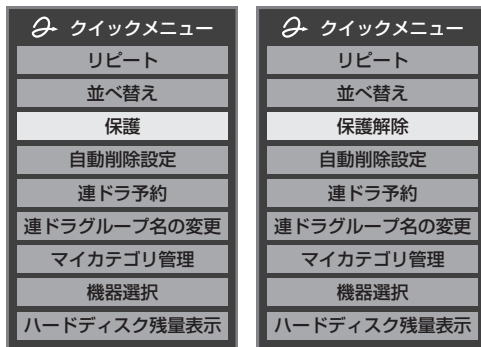 クイックメニュー
リピート
並べ替え
保護
自動削除設定
連ドラ予約
連ドラグループ名の変更
マイカテゴリ管理
機器選択
ハードディスク残量表示
クイックメニュー
リピート
並べ替え
保護解除
自動削除設定
連ドラ予約
連ドラグループ名の変更
マイカテゴリ管理
機器選択
ハードディスク残量表示